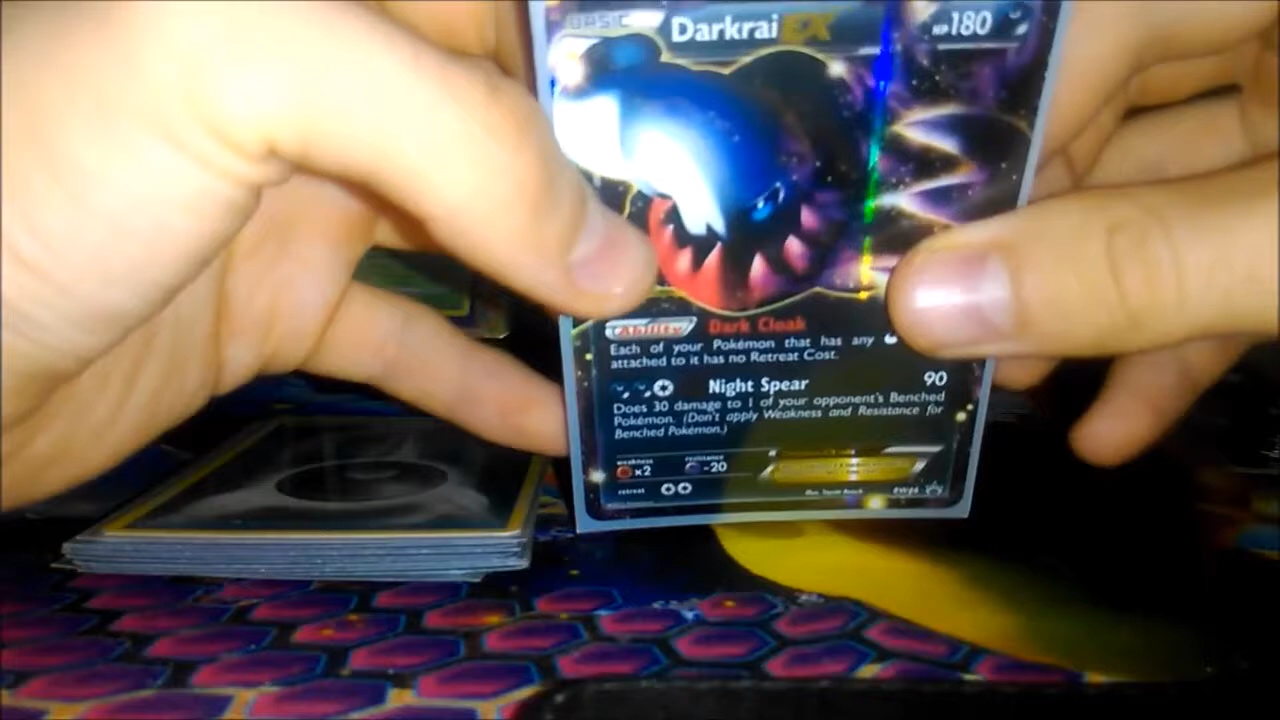 BASIC
Darkrai EX
HP 180
Ability Dark Cloak
Each of your Pokémon that has any
attached to it has no Retreat Cost.
Night Spear 90
Does 30 damage to 1 of your opponent's Benched
Pokémon. (Don't apply Weakness and Resistance for
Benched Pokémon.)
weakness resistance
x2 -20
retreat